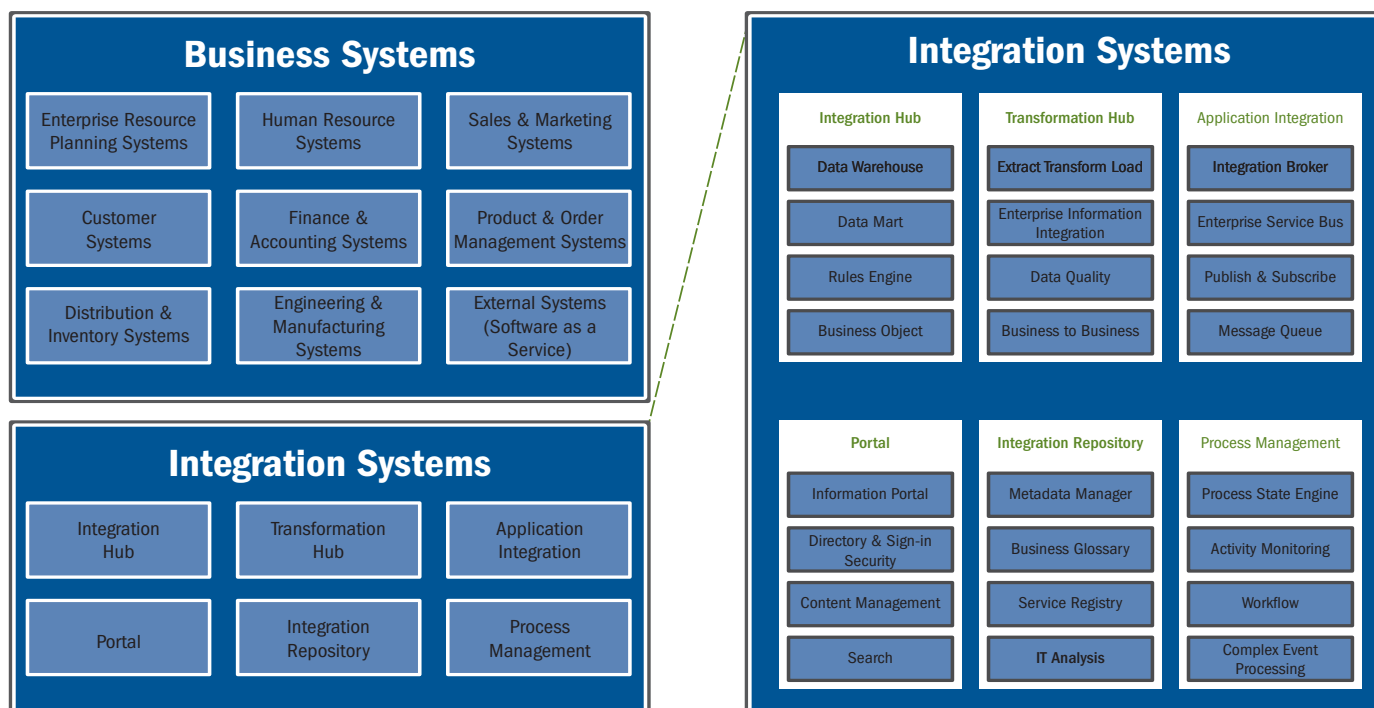 Business Systems
Enterprise Resource
Planning Systems
Human Resource
Systems
Sales & Marketing
Systems
Customer
Systems
Finance &
Accounting Systems
Product & Order
Management Systems
Distribution &
Inventory Systems
Engineering &
Manufacturing
Systems
External Systems
(Software as a
Service)
Integration Systems
Integration
Hub
Transformation
Hub
Application
Integration
Portal
Integration
Repository
Process
Management
Integration Systems
Integration Hub
Data Warehouse
Data Mart
Rules Engine
Business Object
Transformation Hub
Extract Transform Load
Enterprise Information
Integration
Data Quality
Business to Business
Application Integration
Integration Broker
Enterprise Service Bus
Publish & Subscribe
Message Queue
Portal
Information Portal
Directory & Sign-in
Security
Content Management
Search
Integration Repository
Metadata Manager
Business Glossary
Service Registry
IT Analysis
Process Management
Process State Engine
Activity Monitoring
Workflow
Complex Event
Processing